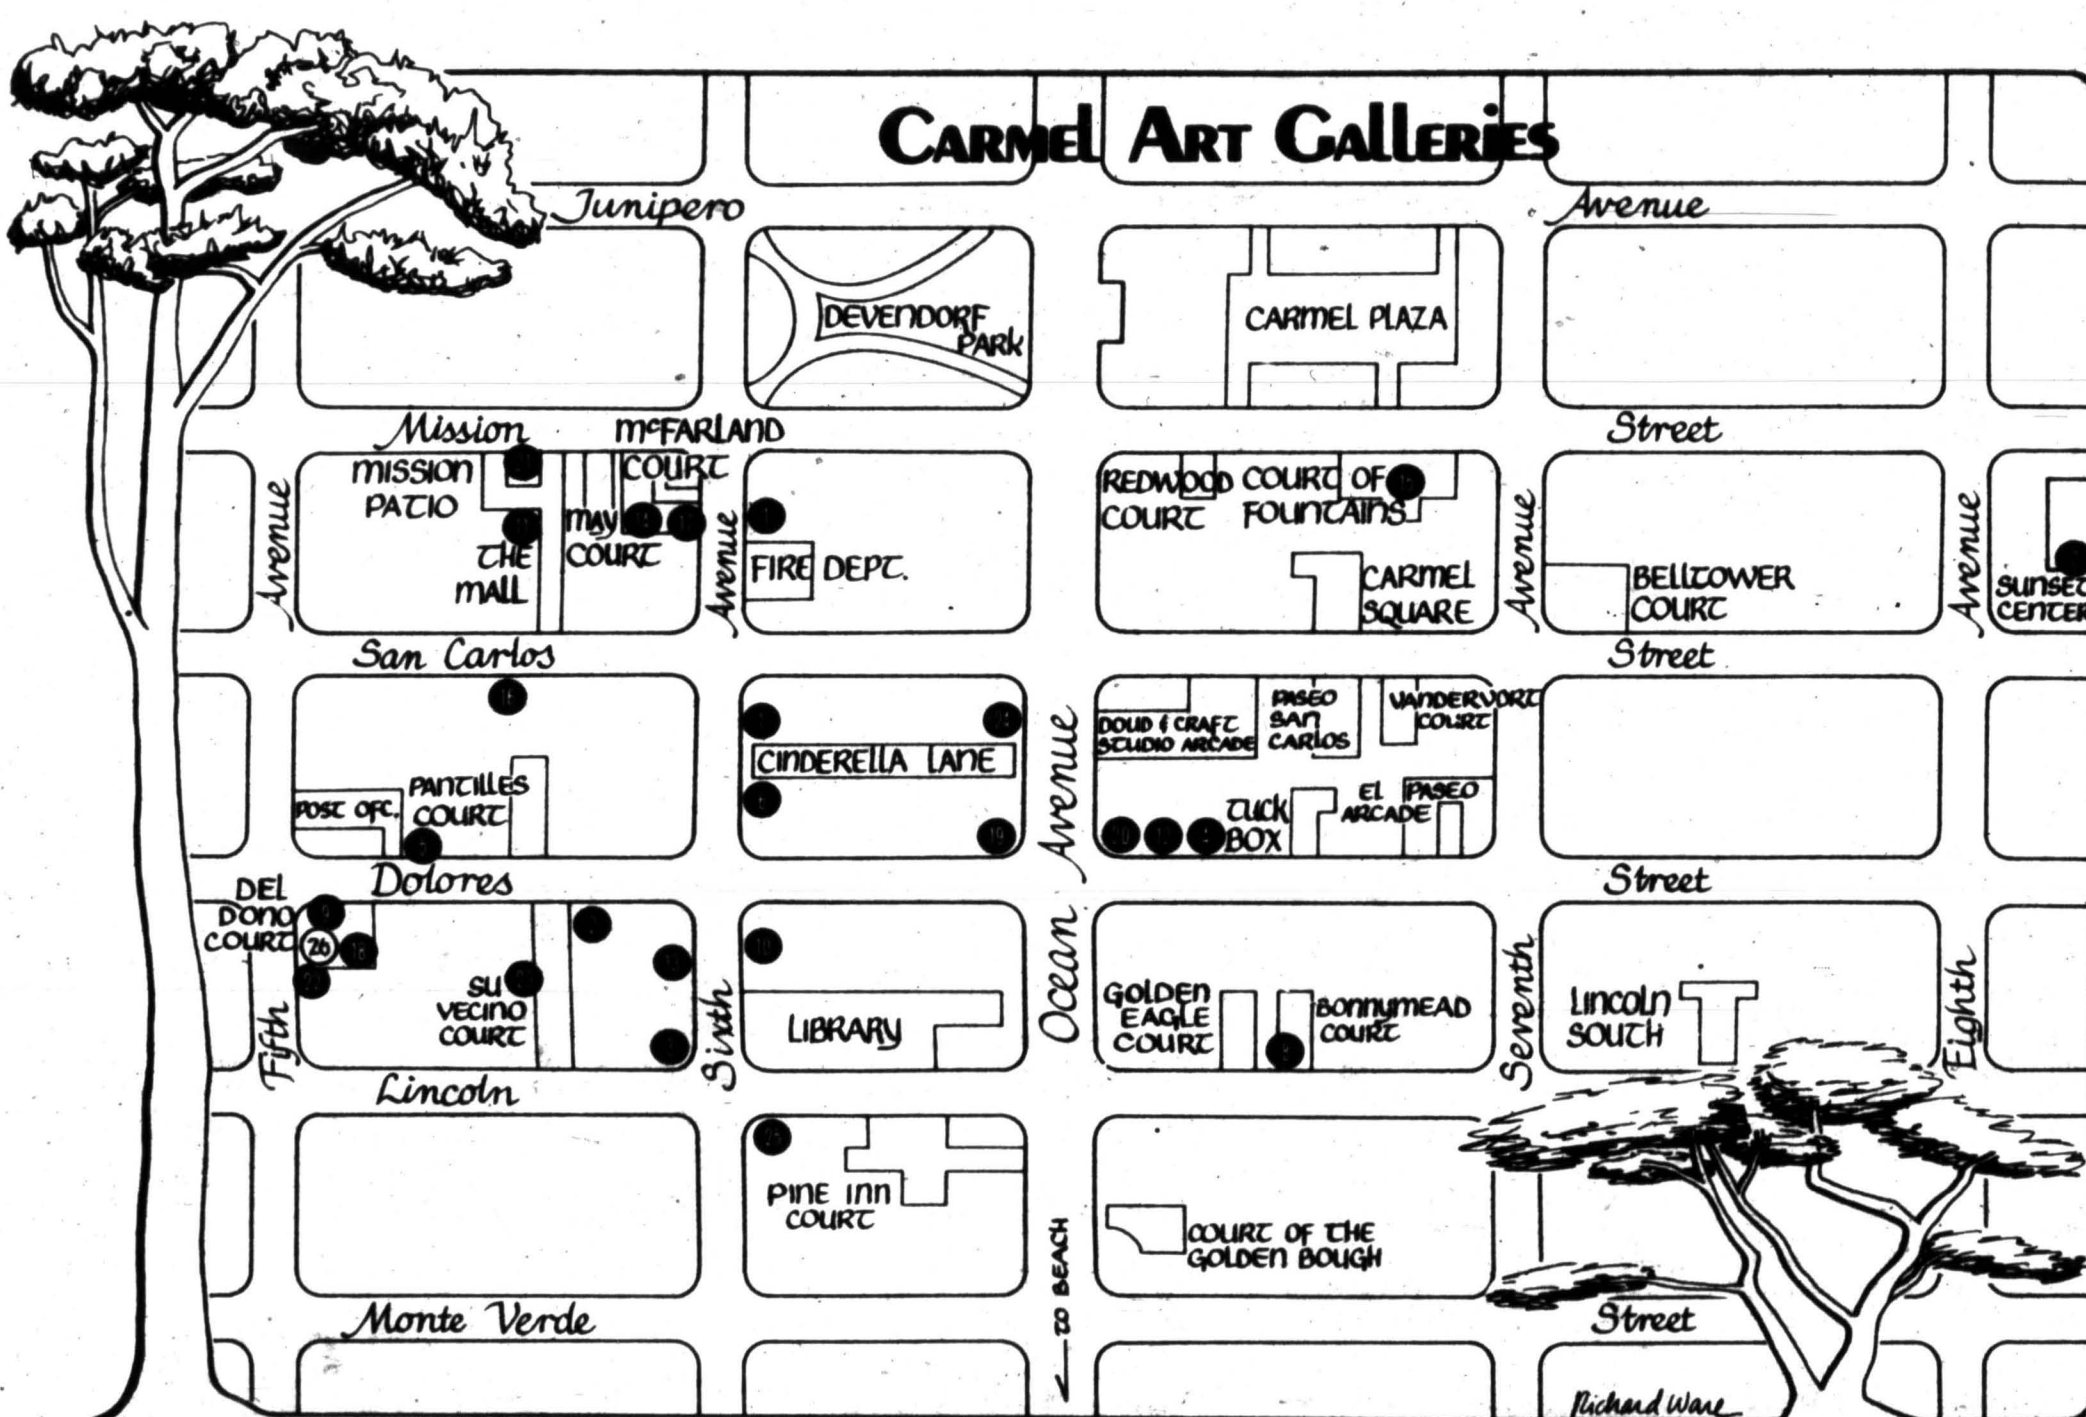 CARMEL ART GALLERIES
Junipero Avenue
DEVENDORF
PARK
CARMEL PLAZA
Mission Street
MCFARLAND
COURT
MISSION
PATIO
THE
MALL
MAY
COURT
Avenue
Avenue
FIRE DEPT.
REDWOOD
COURT
COURT OF
FOUNTAINS
CARMEL
SQUARE
Avenue
BELLTOWER
COURT
Avenue
SUNSET
CENTER
San Carlos Street
CINDERELLA LANE
DOUD & CRAFT
STUDIO ARCADE
PASEO
SAN
CARLOS
VANDERVORT
COURT
POST OFC.
PANTILLES
COURT
19
TUCK
BOX
EL PASEO
ARCADE
Avenue
Dolores Street
DEL
DONO
COURT
26
SU
VECINO
COURT
10
LIBRARY
GOLDEN
EAGLE
COURT
BONNYMEAD
COURT
LINCOLN
SOUTH
Fifth
Sixth
Ocean
Seventh
Eighth
Lincoln
PINE INN
COURT
COURT OF THE
GOLDEN BOUGH
TO BEACH
Monte Verde Street
Richard Ware